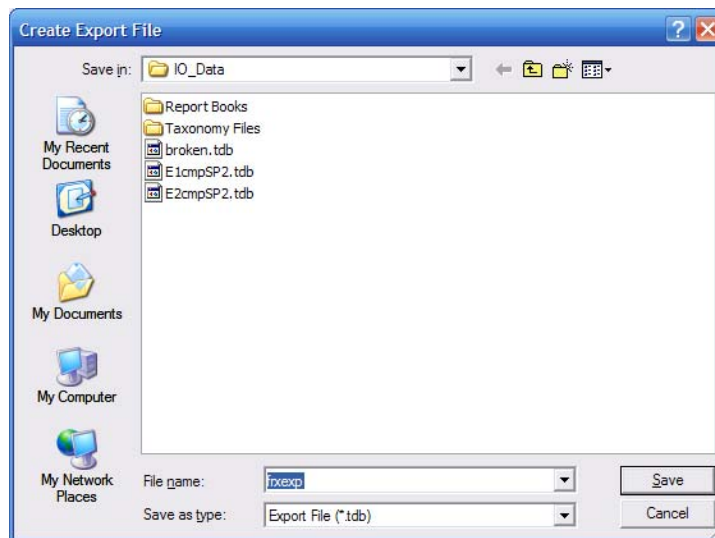 Create Export File
Save in:
IO_Data
My Recent
Documents
Desktop
My Documents
My Computer
My Network
Places
Report Books
Taxonomy Files
broken.tdb
E1cmpSP2.tdb
E2cmpSP2.tdb
File name:
frxexp
Save
Save as type:
Export File (*.tdb)
Cancel